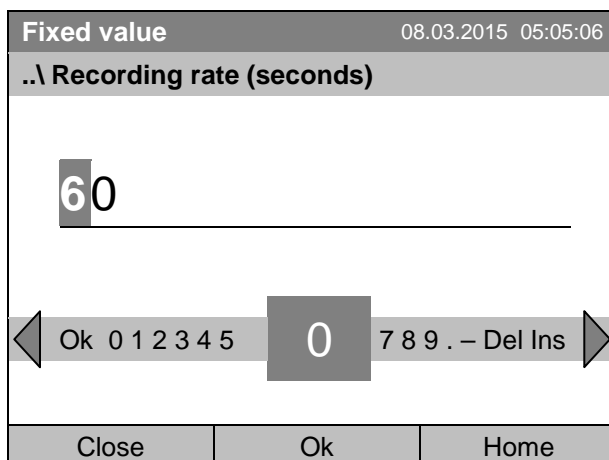 Fixed value 08.03.2015 05:05:06
..\ Recording rate (seconds)
60
Ok 0 1 2 3 4 5 0 7 8 9 . – Del Ins
Close Ok Home